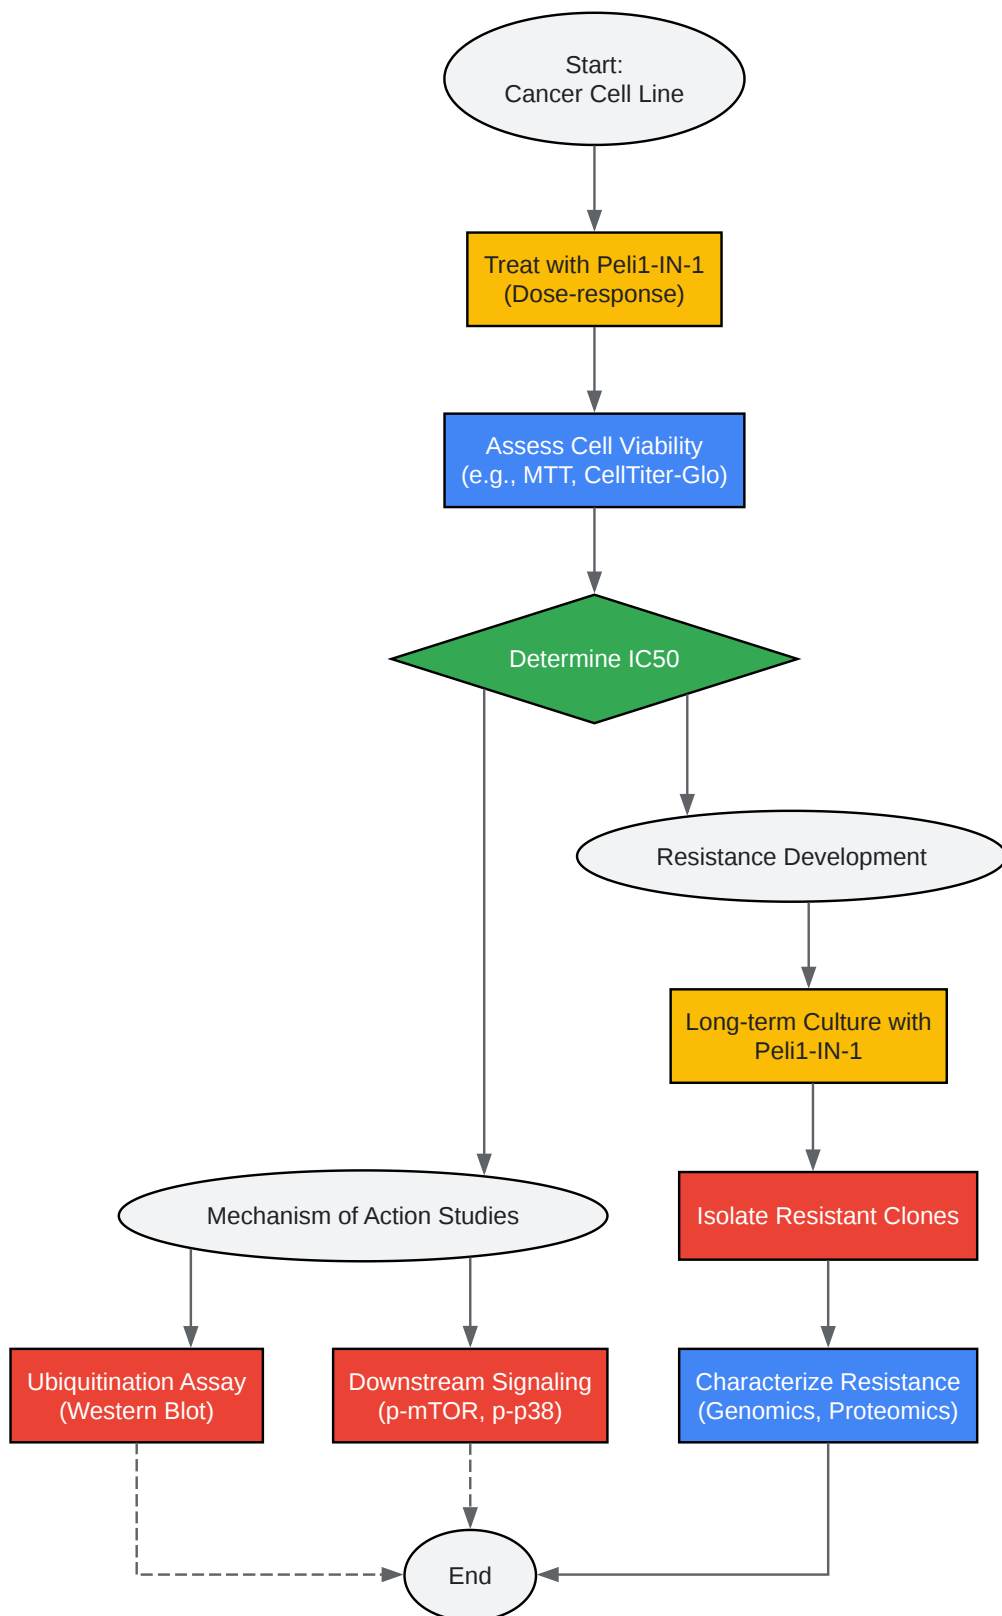 Start:
Cancer Cell Line
Treat with Peli1-IN-1
(Dose-response)
Assess Cell Viability
(e.g., MTT, CellTiter-Glo)
Determine IC50
Resistance Development
Long-term Culture with
Peli1-IN-1
Mechanism of Action Studies
Isolate Resistant Clones
Ubiquitination Assay
(Western Blot)
Downstream Signaling
(p-mTOR, p-p38)
Characterize Resistance
(Genomics, Proteomics)
End